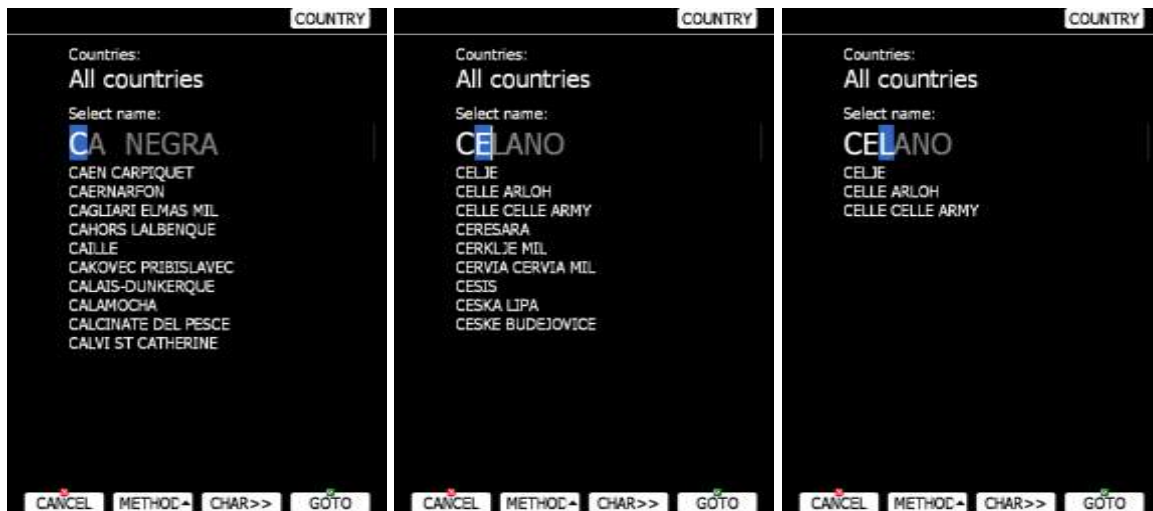 COUNTRY
Countries:
All countries
Select name:
CA NEGRA
CAEN CARPIQUET
CAERNARFON
CAGLIARI ELMAS MIL
CAHORS LALBENQUE
CAILLE
CAKOVEC PRIBISLAVEC
CALAIS-DUNKERQUE
CALAMOCHA
CALCINATE DEL PESCE
CALVI ST CATHERINE
CANCEL METHOD CHAR>> GOTO
COUNTRY
Countries:
All countries
Select name:
CELANO
CELJE
CELLE ARLOH
CELLE CELLE ARMY
CERESARA
CERKLJE MIL
CERVIA CERVIA MIL
CESIS
CESKA LIPA
CESKE BUDEJOVICE
CANCEL METHOD CHAR>> GOTO
COUNTRY
Countries:
All countries
Select name:
CELANO
CELJE
CELLE ARLOH
CELLE CELLE ARMY
CANCEL METHOD CHAR>> GOTO